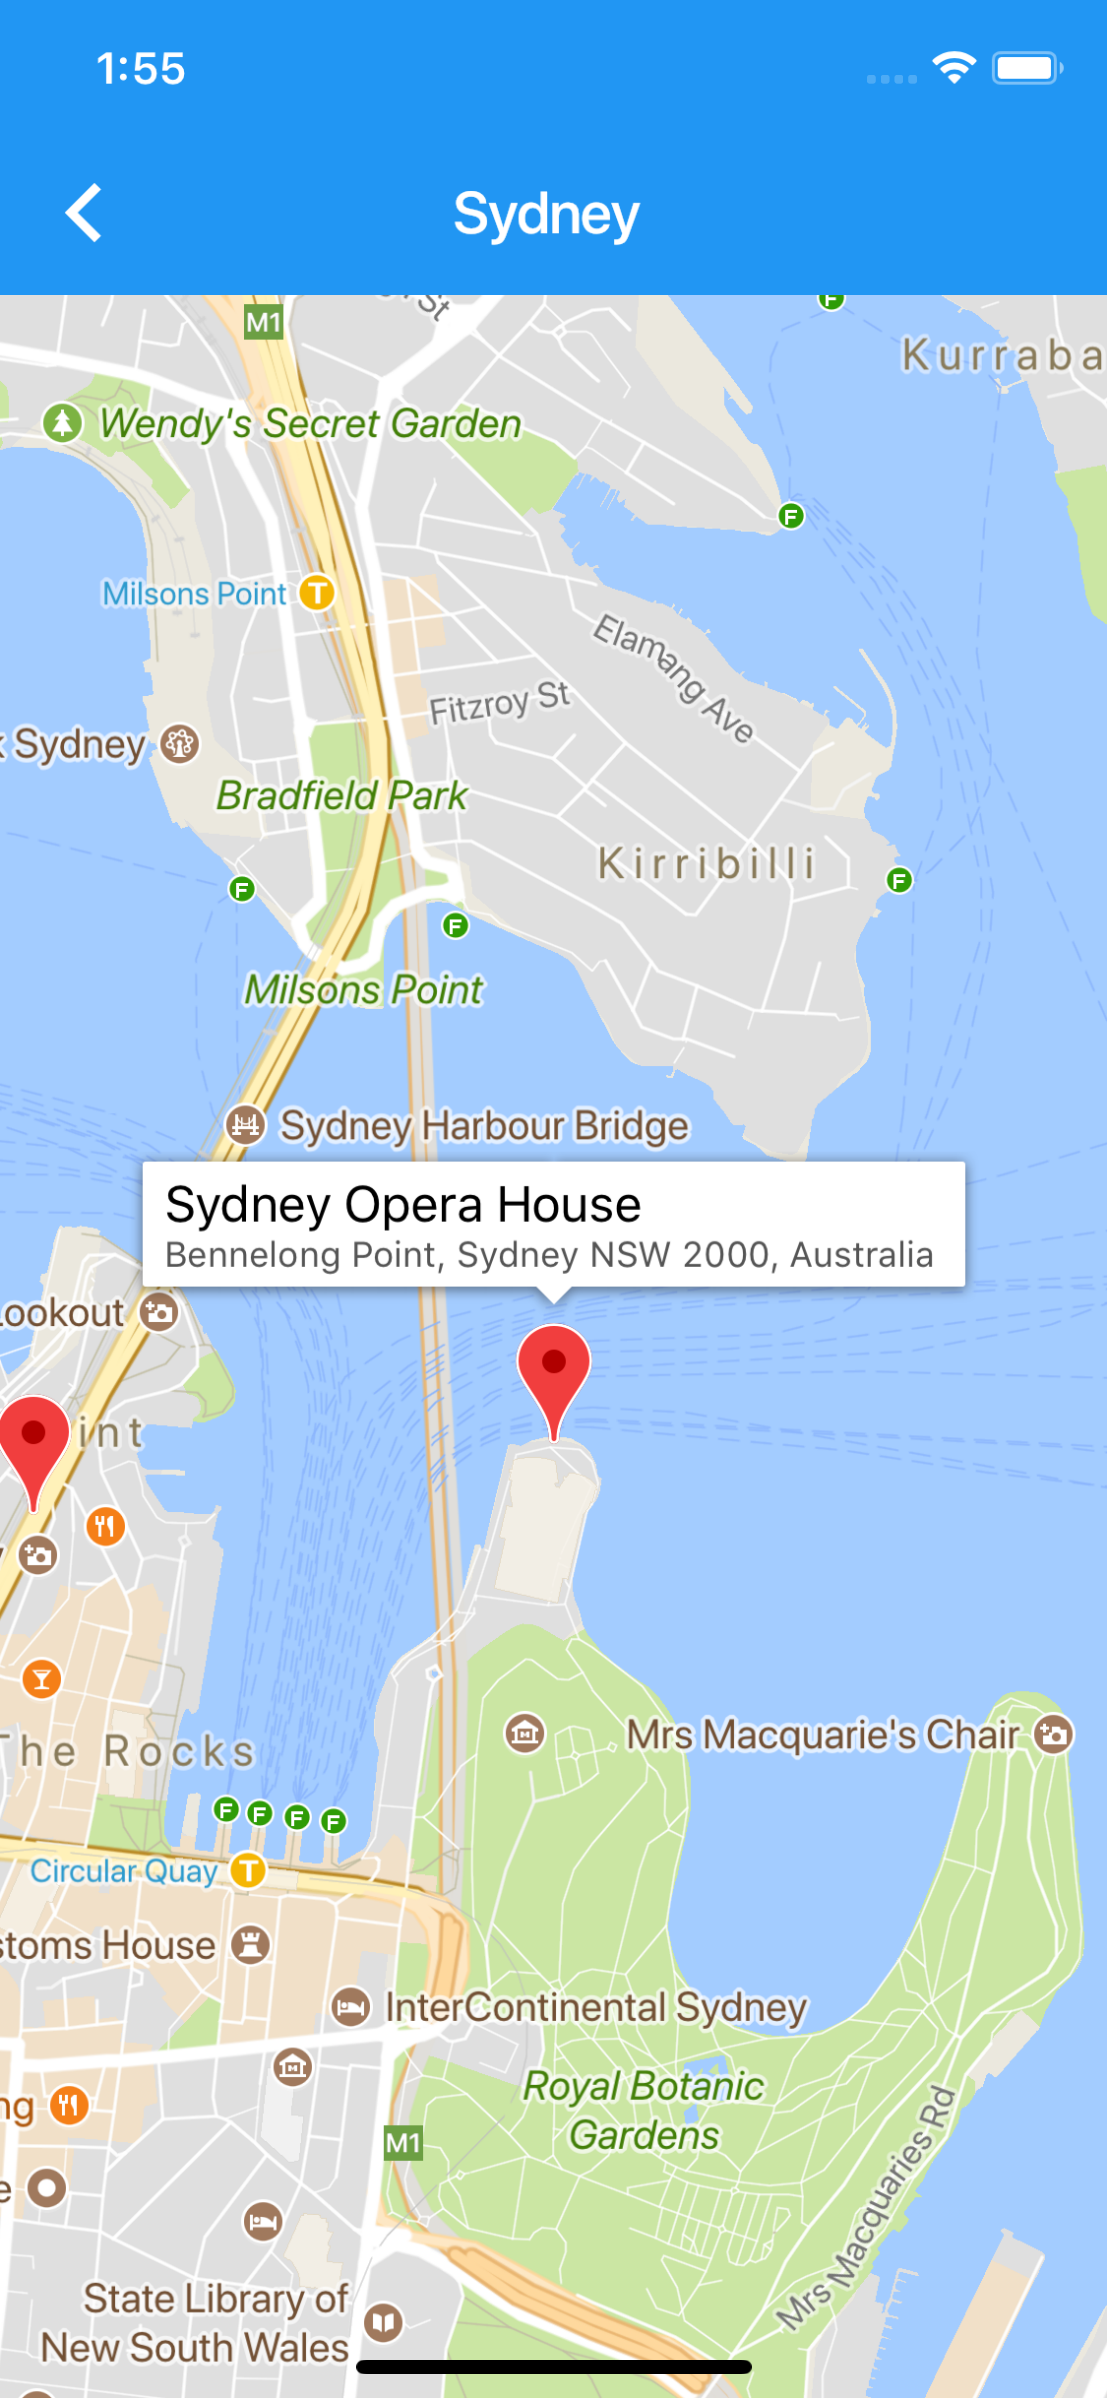 1:55
Sydney
M1
St
Kurraba
Wendy's Secret Garden
F
Milsons Point
T
Elamang Ave
Fitzroy St
Sydney
Bradfield Park
Kirribilli
F
F
F
Milsons Point
Sydney Harbour Bridge
Sydney Opera House
Bennelong Point, Sydney NSW 2000, Australia
Lookout
int
The Rocks
Mrs Macquarie's Chair
F
F
F
F
Circular Quay
T
stoms House
InterContinental Sydney
Royal Botanic
Gardens
ng
M1
e
Mrs Macquaries Rd
State Library of
New South Wales